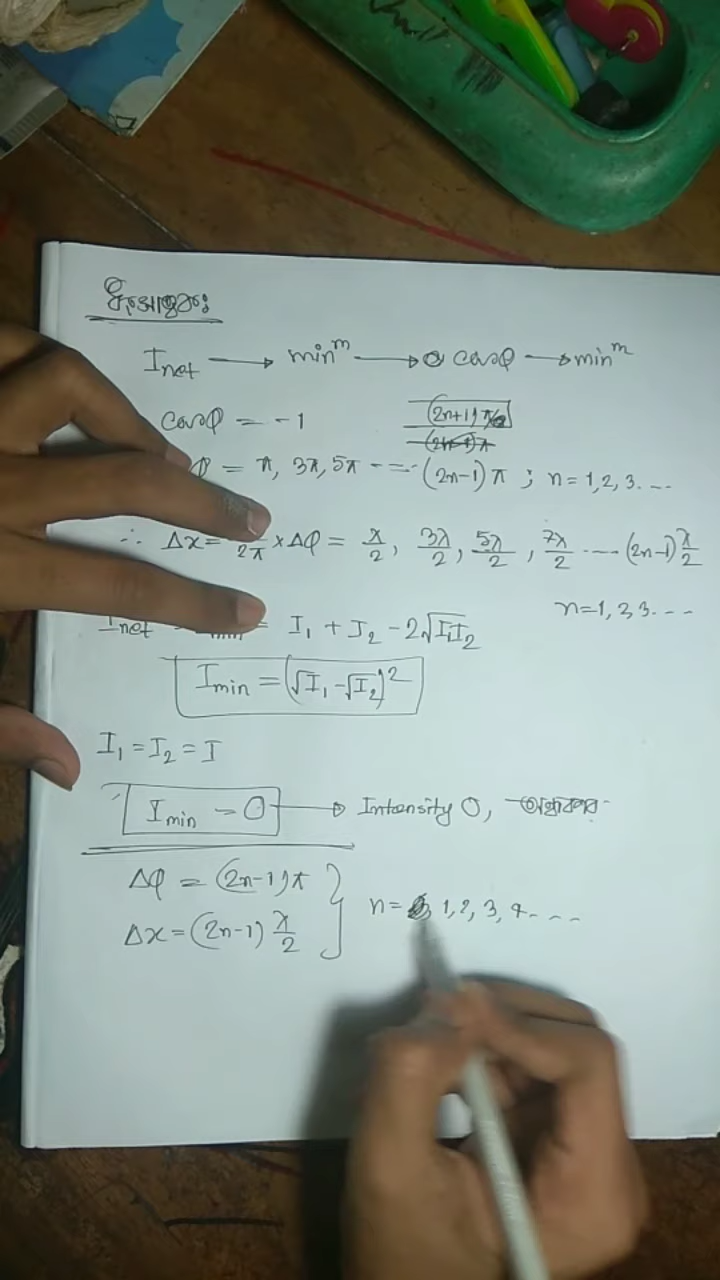 I_net → min^m → cosφ → min^m
cosφ = -1
(2n+1)π
φ = π, 3π, 5π --- (2n-1)π ; n = 1,2,3. ...
∴ Δx = /2π × Δφ = λ/2, 3λ/2, 5λ/2, 7λ/2 ---- (2n-1) λ/2
n=1,2,3. ...
I_net = I₁ + I₂ - 2√I₁I₂
I_min = (√I₁ - √I₂)²
I₁ = I₂ = I
I_min = 0 → Intensity 0, অন্ধকার
Δφ = (2n-1)π
Δx = (2n-1) λ/2
n= 1,2,3,4- - - -